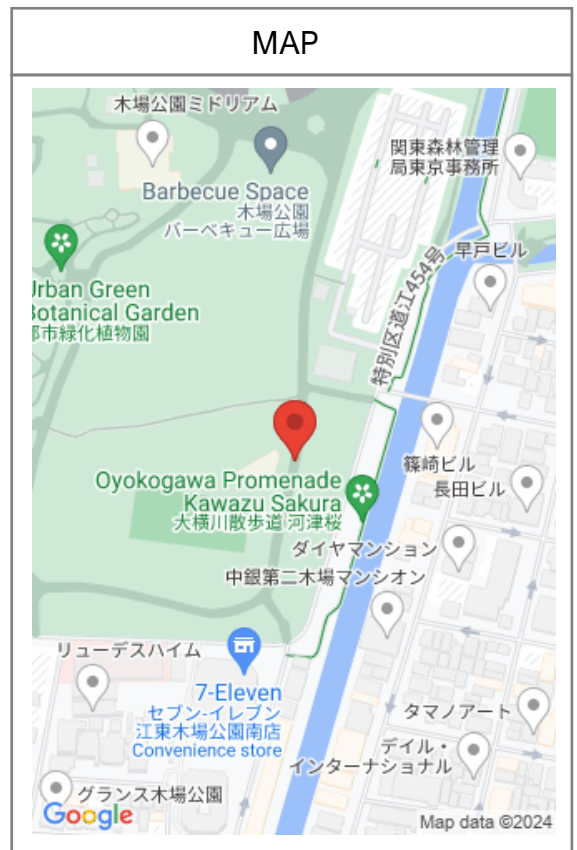 MAP
木場公園ミドリアム
関東森林管理
局東京事務所
Barbecue Space
木場公園
バーベキュー広場
早戸ビル
特別区道江454号
Urban Green
Botanical Garden
都市緑化植物園
篠崎ビル
長田ビル
Oyokogawa Promenade
Kawazu Sakura
大横川散歩道 河津桜
ダイヤマンション
中銀第二木場マンシオン
リューデスハイム
7-Eleven
セブン-イレブン
江東木場公園南店
Convenience store
タマノアート
デイル・
インターナショナル
グランス木場公園
Google
Map data ©2024